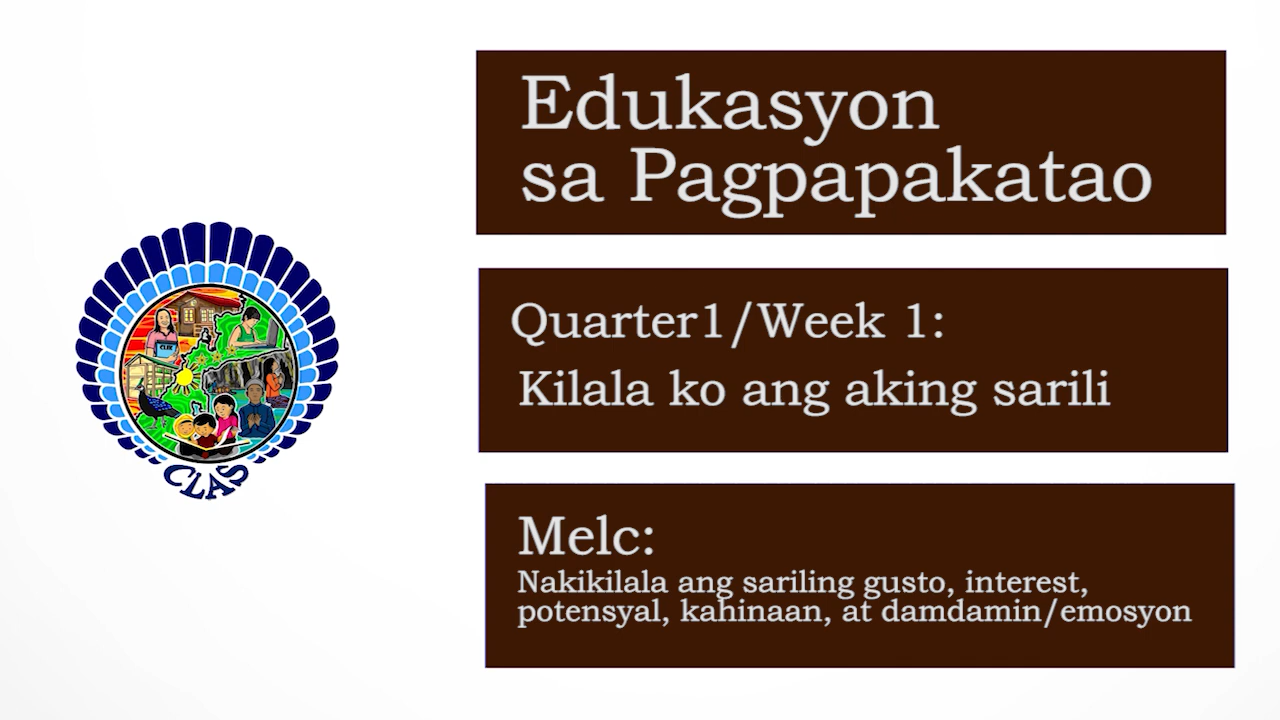 Edukasyon
sa Pagpapakatao
Quarter1/Week 1:
Kilala ko ang aking sarili
Melc:
Nakikilala ang sariling gusto, interest,
potensyal, kahinaan, at damdamin/emosyon
CLAS